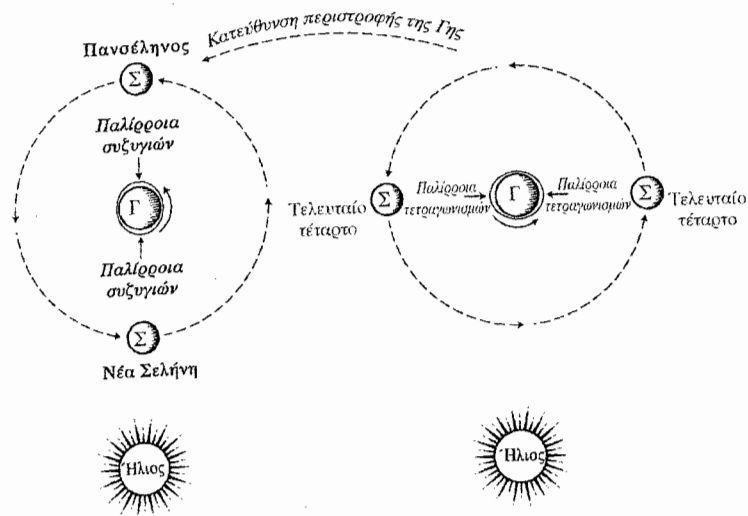 Κατεύθυνση περιστροφής της Γης
Πανσέληνος
Σ
Παλίρροια
συζυγιών
Γ
Παλίρροια
συζυγιών
Σ
Νέα Σελήνη
Ήλιος
Τελευταίο
τέταρτο
Σ
Παλίρροια
τετραγωνισμών
Γ
Παλίρροια
τετραγωνισμών
Σ
Τελευταίο
τέταρτο
Ήλιος